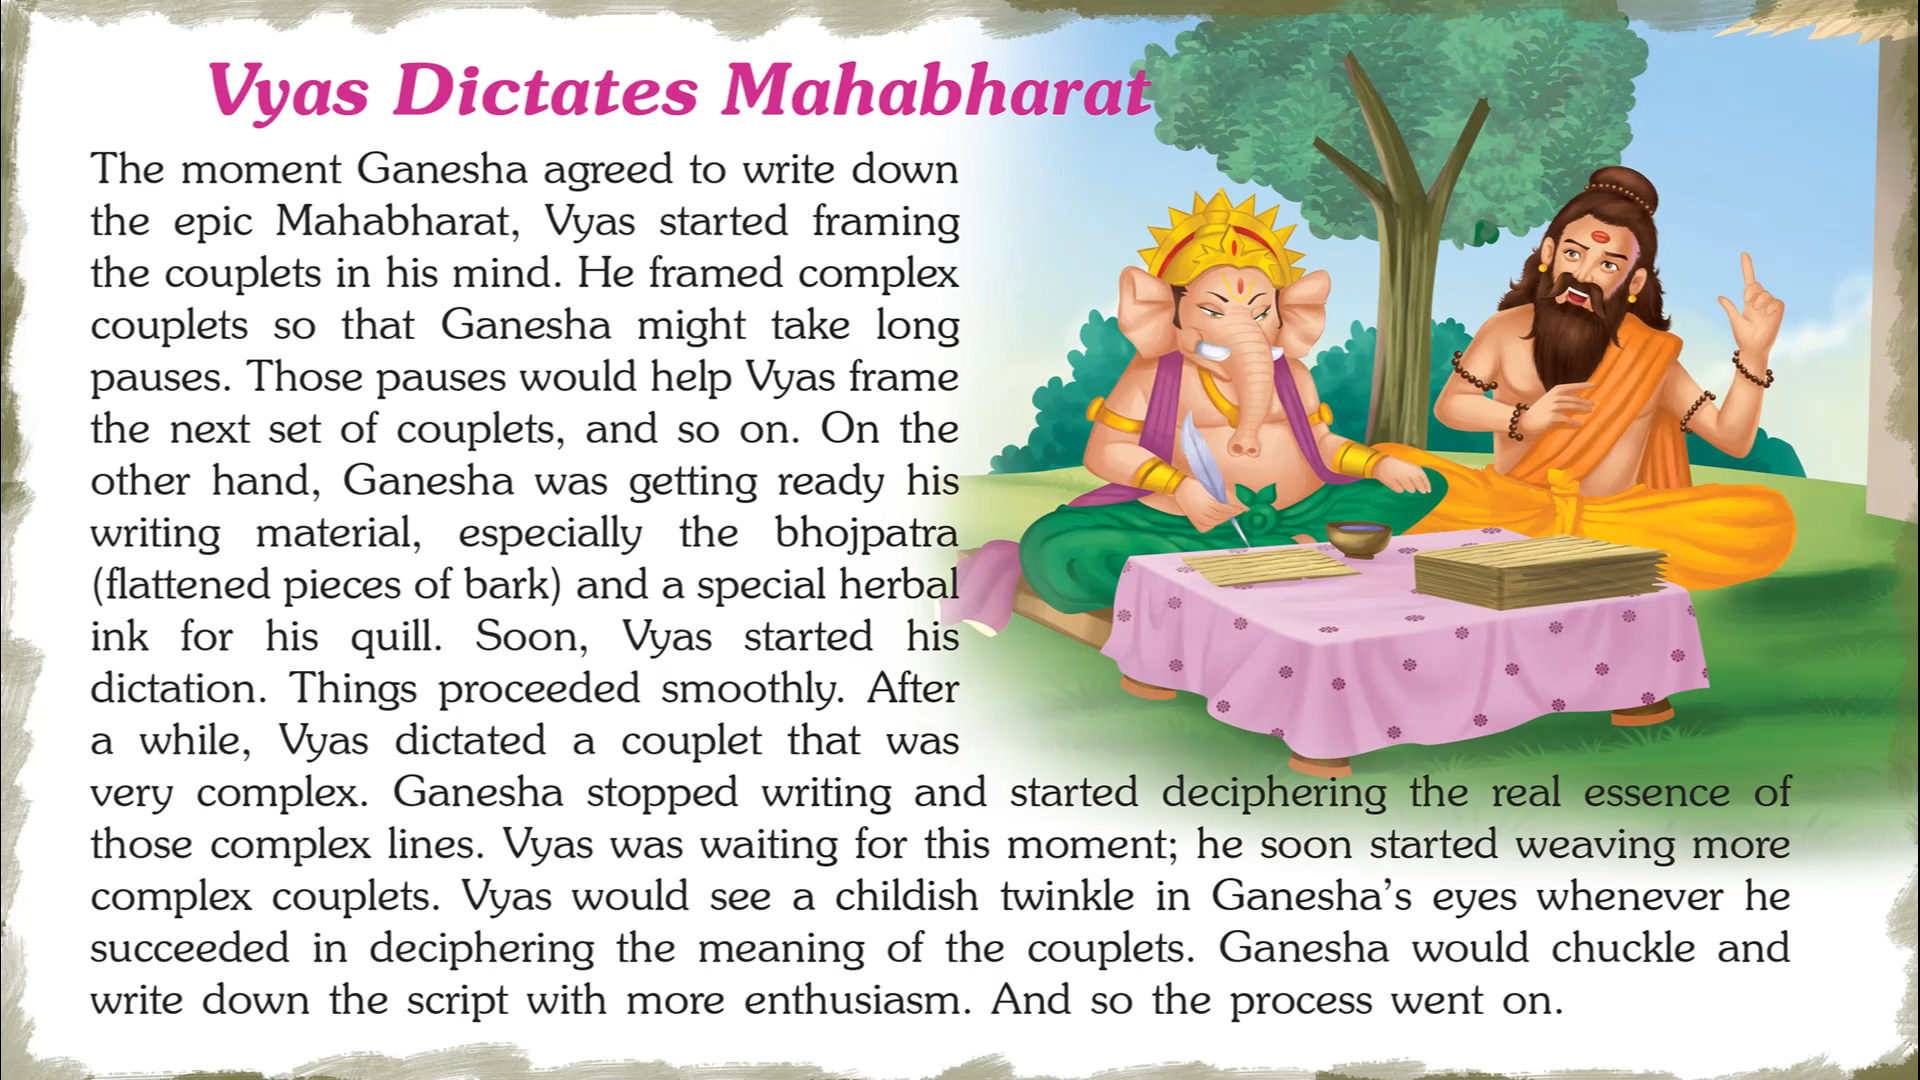 Vyas Dictates Mahabharat
The moment Ganesha agreed to write down
the epic Mahabharat, Vyas started framing
the couplets in his mind. He framed complex
couplets so that Ganesha might take long
pauses. Those pauses would help Vyas frame
the next set of couplets, and so on. On the
other hand, Ganesha was getting ready his
writing material, especially the bhojpatra
(flattened pieces of bark) and a special herbal
ink for his quill. Soon, Vyas started his
dictation. Things proceeded smoothly. After
a while, Vyas dictated a couplet that was
very complex. Ganesha stopped writing and started deciphering the real essence of
those complex lines. Vyas was waiting for this moment; he soon started weaving more
complex couplets. Vyas would see a childish twinkle in Ganesha’s eyes whenever he
succeeded in deciphering the meaning of the couplets. Ganesha would chuckle and
write down the script with more enthusiasm. And so the process went on.